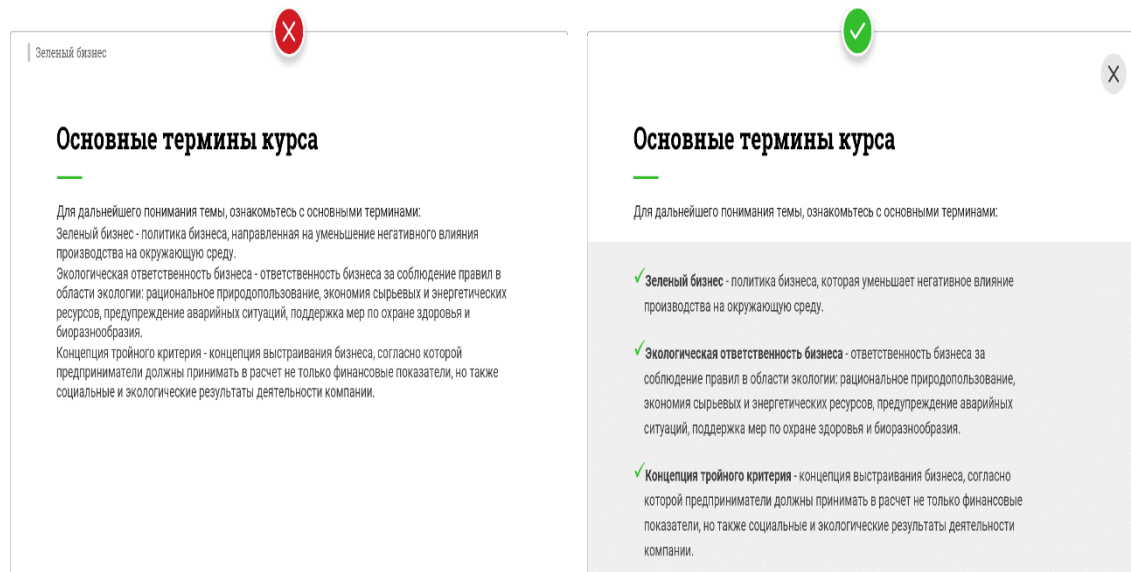 Зеленый бизнес
Основные термины курса
Для дальнейшего понимания темы, ознакомьтесь с основными терминами:
Зеленый бизнес - политика бизнеса, направленная на уменьшение негативного влияния
производства на окружающую среду.
Экологическая ответственность бизнеса - ответственность бизнеса за соблюдение правил в
области экологии: рациональное природопользование, экономия сырьевых и энергетических
ресурсов, предупреждение аварийных ситуаций, поддержка мер по охране здоровья и
биоразнообразия.
Концепция тройного критерия - концепция выстраивания бизнеса, согласно которой
предприниматели должны принимать в расчет не только финансовые показатели, но также
социальные и экологические результаты деятельности компании.
Основные термины курса
Для дальнейшего понимания темы, ознакомьтесь с основными терминами:
Зеленый бизнес - политика бизнеса, которая уменьшает негативное влияние
производства на окружающую среду.
Экологическая ответственность бизнеса - ответственность бизнеса за
соблюдение правил в области экологии: рациональное природопользование,
экономия сырьевых и энергетических ресурсов, предупреждение аварийных
ситуаций, поддержка мер по охране здоровья и биоразнообразия.
Концепция тройного критерия - концепция выстраивания бизнеса, согласно
которой предприниматели должны принимать в расчет не только финансовые
показатели, но также социальные и экологические результаты деятельности
компании.